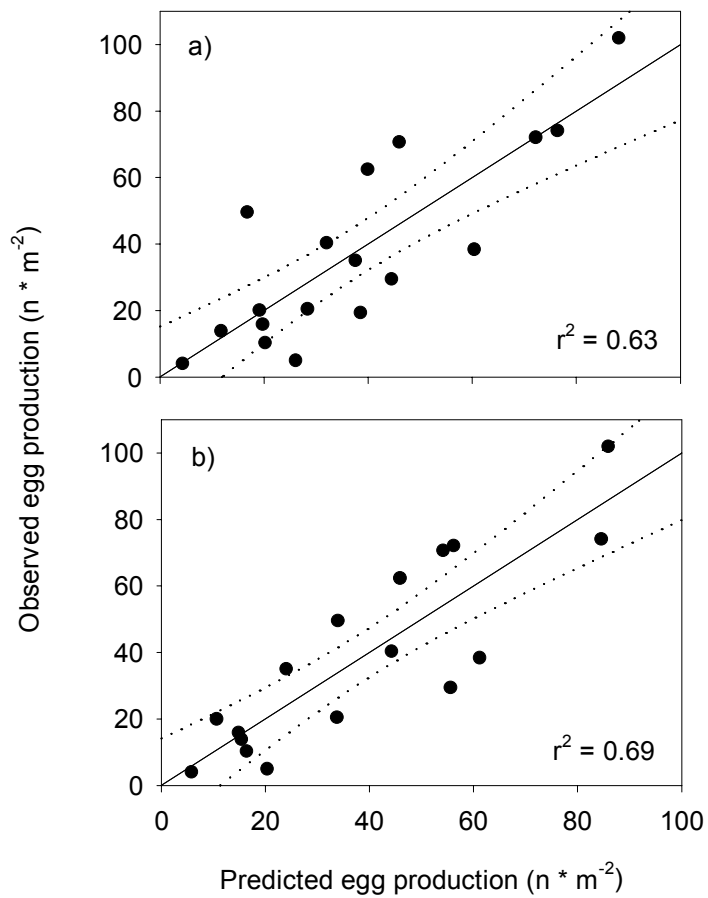 a)
100
80
60
40
20
0
r² = 0.63
b)
100
80
60
40
20
0
r² = 0.69
0 20 40 60 80 100
Observed egg production (n * m⁻²)
Predicted egg production (n * m⁻²)